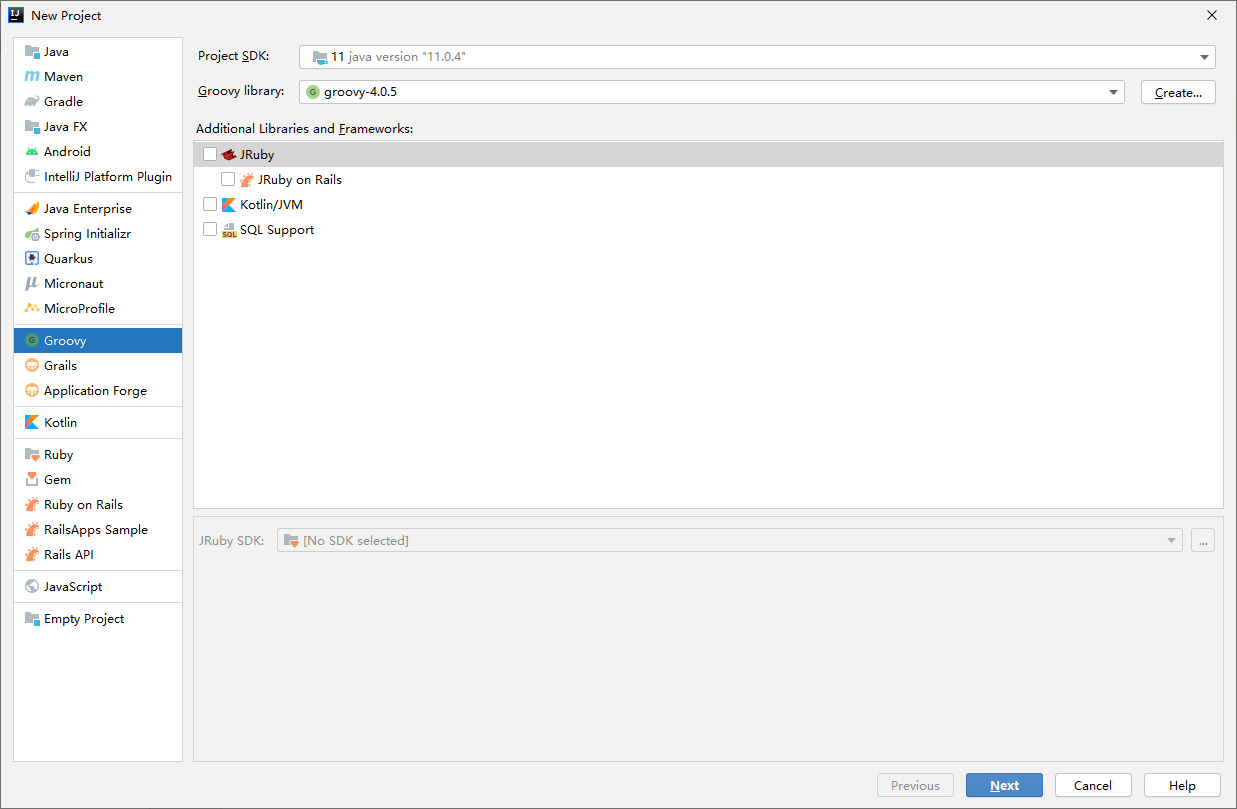 New Project
Java
Maven
Gradle
Java FX
Android
IntelliJ Platform Plugin
Java Enterprise
Spring Initializr
Quarkus
Micronaut
MicroProfile
Groovy
Grails
Application Forge
Kotlin
Ruby
Gem
Ruby on Rails
RailsApps Sample
Rails API
JavaScript
Empty Project
Project SDK: 11 java version "11.0.4"
Groovy library: groovy-4.0.5 Create...
Additional Libraries and Frameworks:
JRuby
JRuby on Rails
Kotlin/JVM
SQL Support
JRuby SDK: [No SDK selected] ...
Previous Next Cancel Help